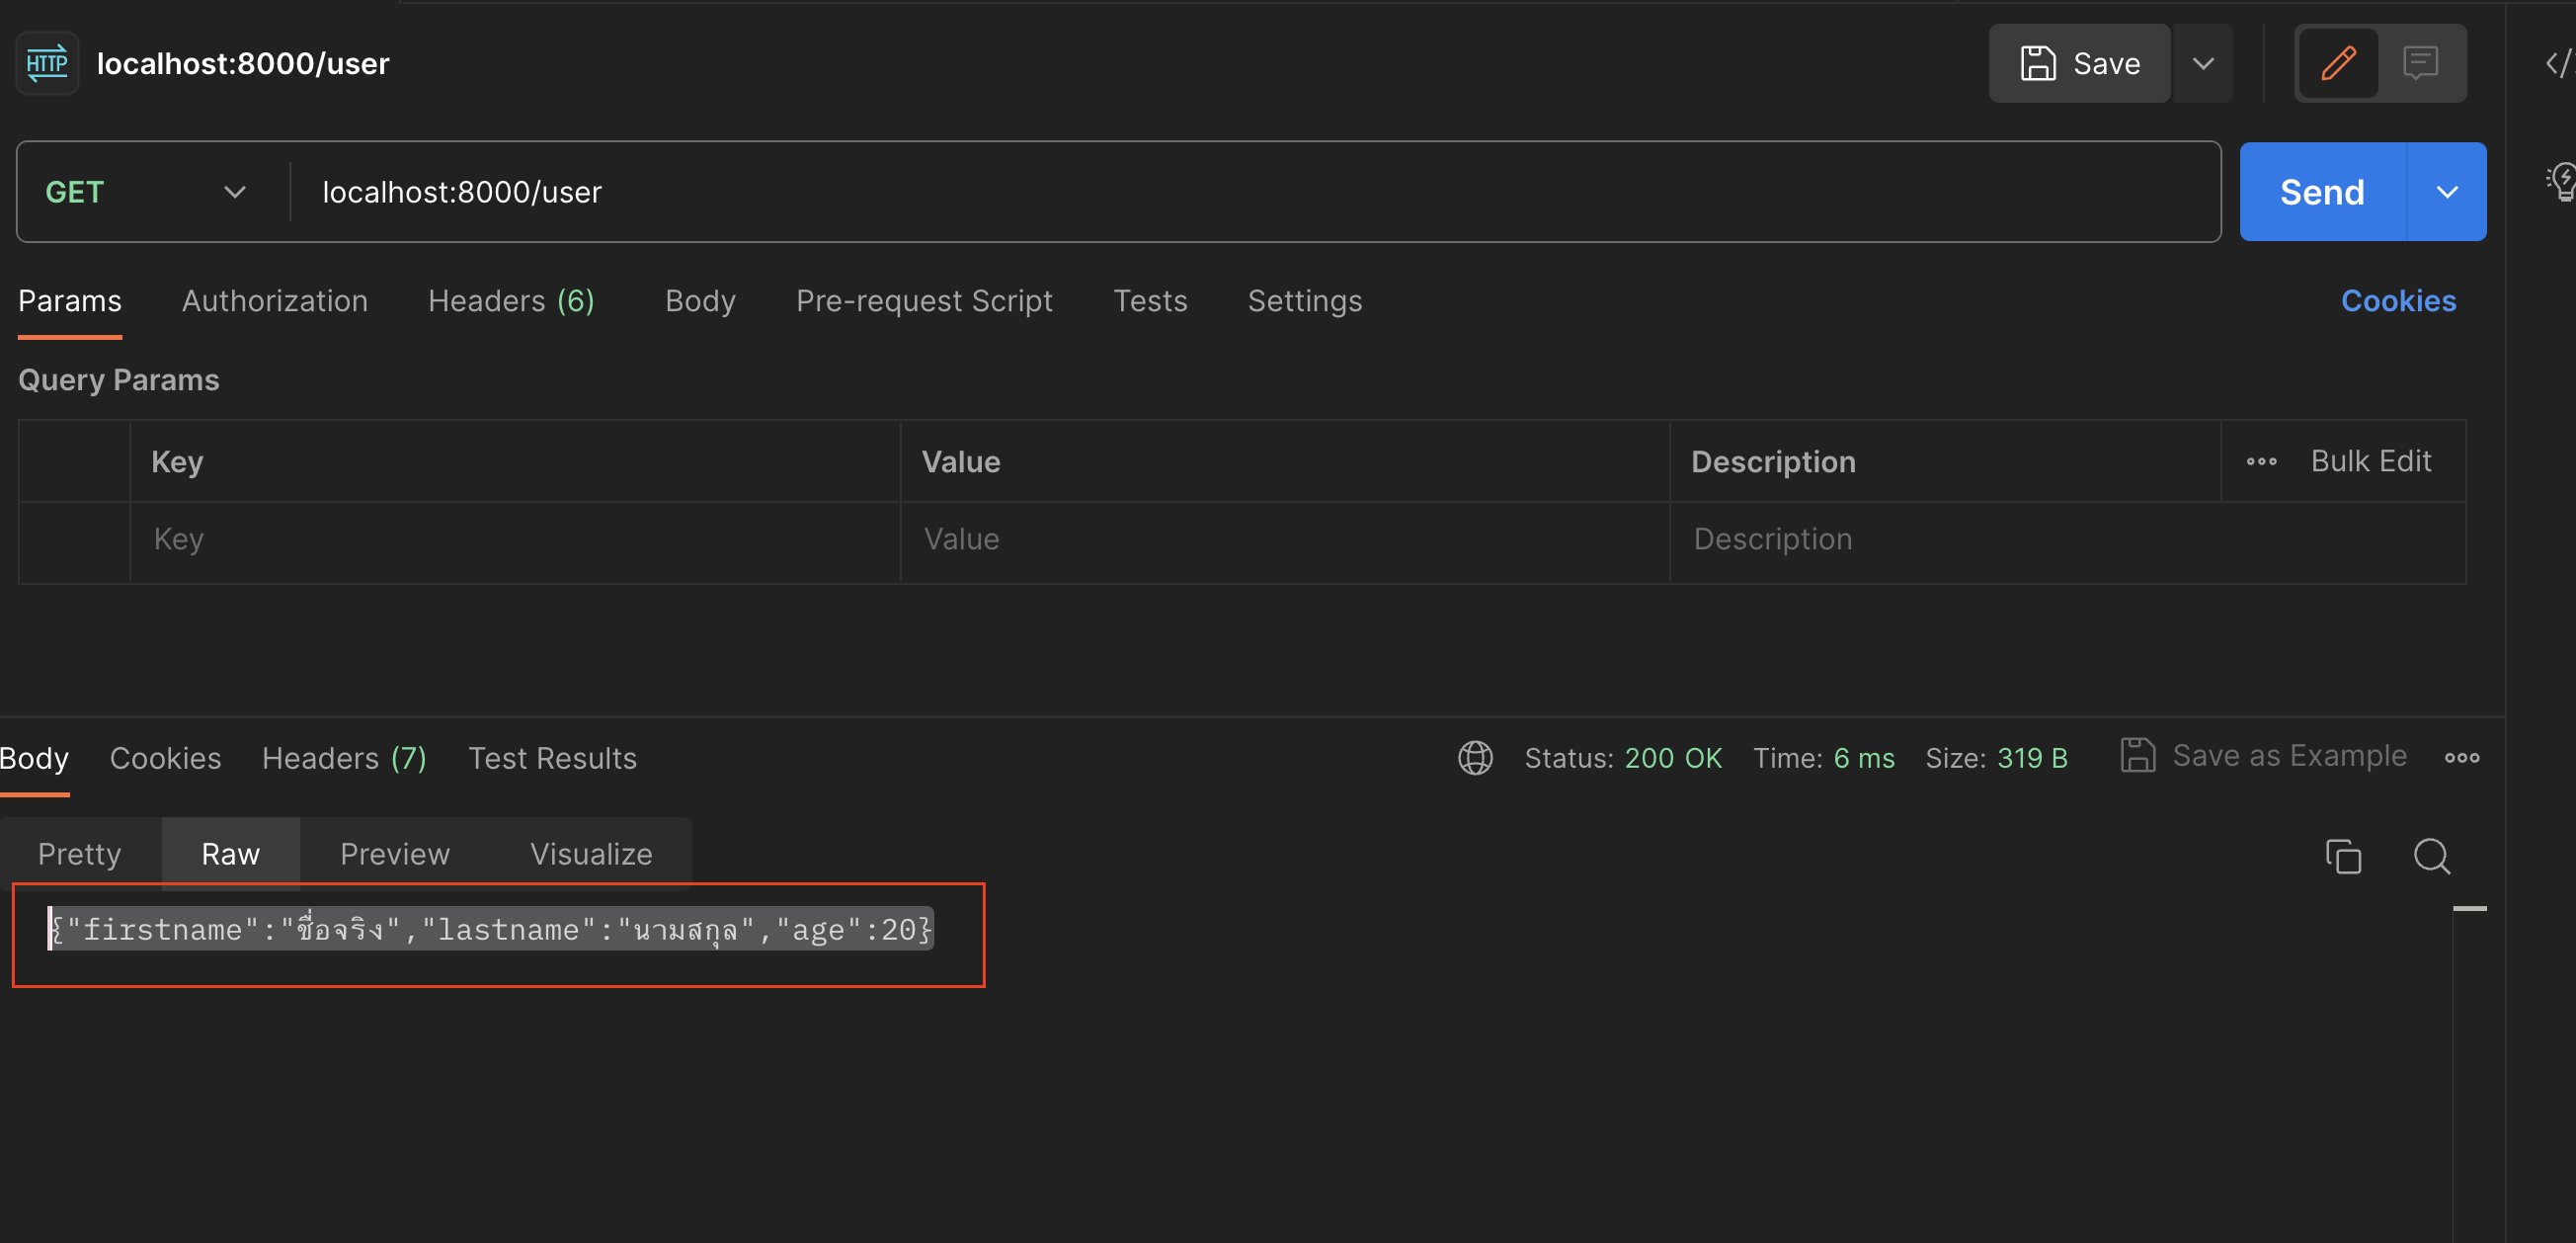 HTTP localhost:8000/user Save
GET localhost:8000/user Send
Params Authorization Headers (6) Body Pre-request Script Tests Settings Cookies
Query Params
Key Value Description Bulk Edit
Key Value Description
Body Cookies Headers (7) Test Results Status: 200 OK Time: 6 ms Size: 319 B Save as Example
Pretty Raw Preview Visualize
{"firstname":"ชื่อจริง","lastname":"นามสกุล","age":20}